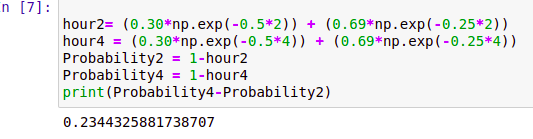 n [7]:
hour2= (0.30*np.exp(-0.5*2)) + (0.69*np.exp(-0.25*2))
hour4 = (0.30*np.exp(-0.5*4)) + (0.69*np.exp(-0.25*4))
Probability2 = 1-hour2
Probability4 = 1-hour4
print(Probability4-Probability2)
0.2344325881738707